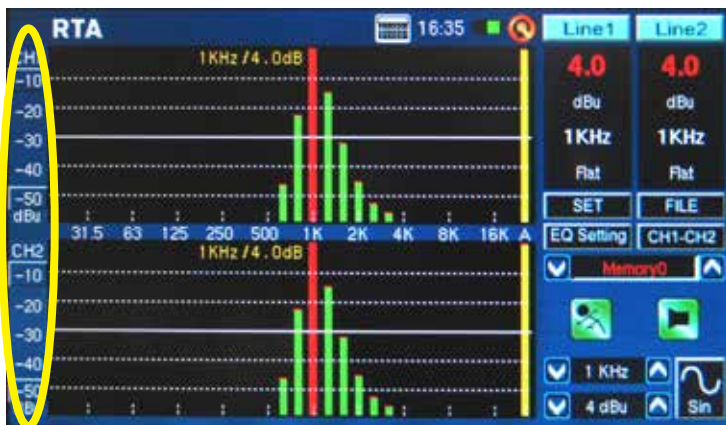 RTA 16:35 Line1 Line2
CH1 1KHz/4.0dB
-10
-20
-30
-40
-50
dBu
31.5 63 125 250 500 1K 2K 4K 8K 16K A
CH2 1KHz/4.0dB
-10
-20
-30
-40
-50
4.0 4.0
dBu dBu
1KHz 1KHz
Flat Flat
SET FILE
EQ Setting CH1-CH2
Memory0
1 KHz
4 dBu
Sin